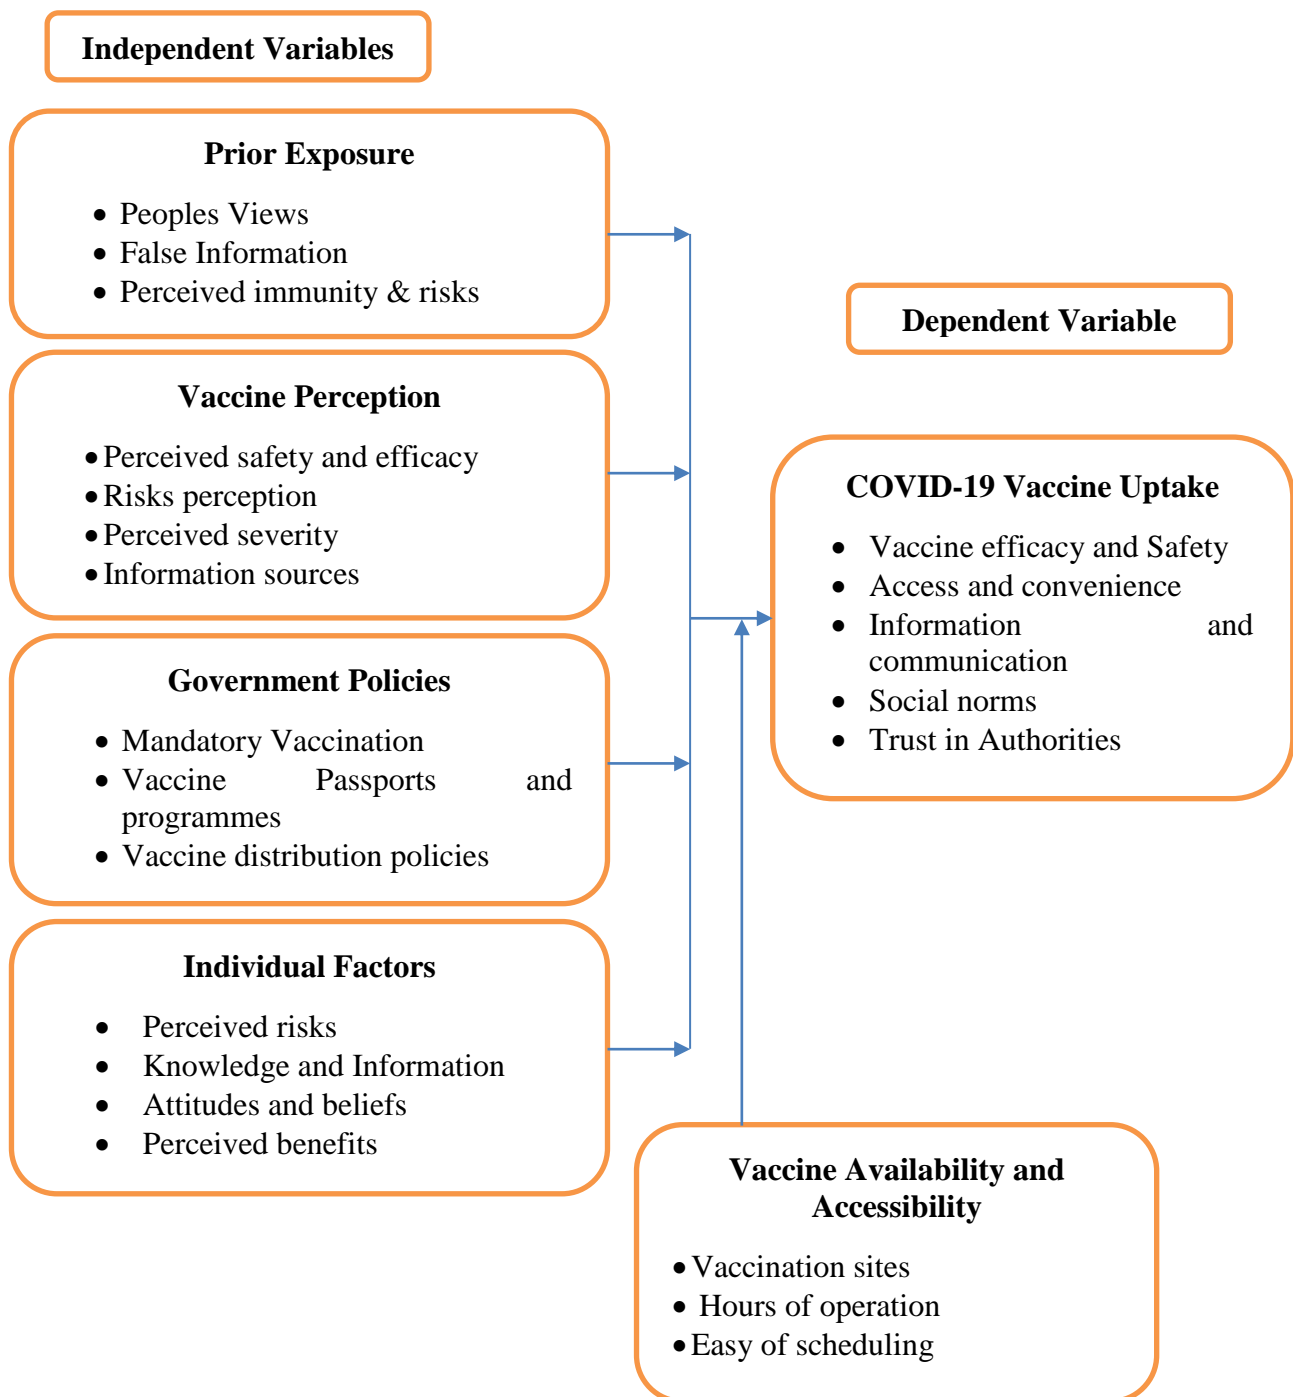 Independent Variables
Prior Exposure
• Peoples Views
• False Information
• Perceived immunity & risks
Vaccine Perception
• Perceived safety and efficacy
• Risks perception
• Perceived severity
• Information sources
Government Policies
• Mandatory Vaccination
• Vaccine Passports and
programmes
• Vaccine distribution policies
Individual Factors
• Perceived risks
• Knowledge and Information
• Attitudes and beliefs
• Perceived benefits
Dependent Variable
COVID-19 Vaccine Uptake
• Vaccine efficacy and Safety
• Access and convenience
• Information and
communication
• Social norms
• Trust in Authorities
Vaccine Availability and
Accessibility
• Vaccination sites
• Hours of operation
• Easy of scheduling